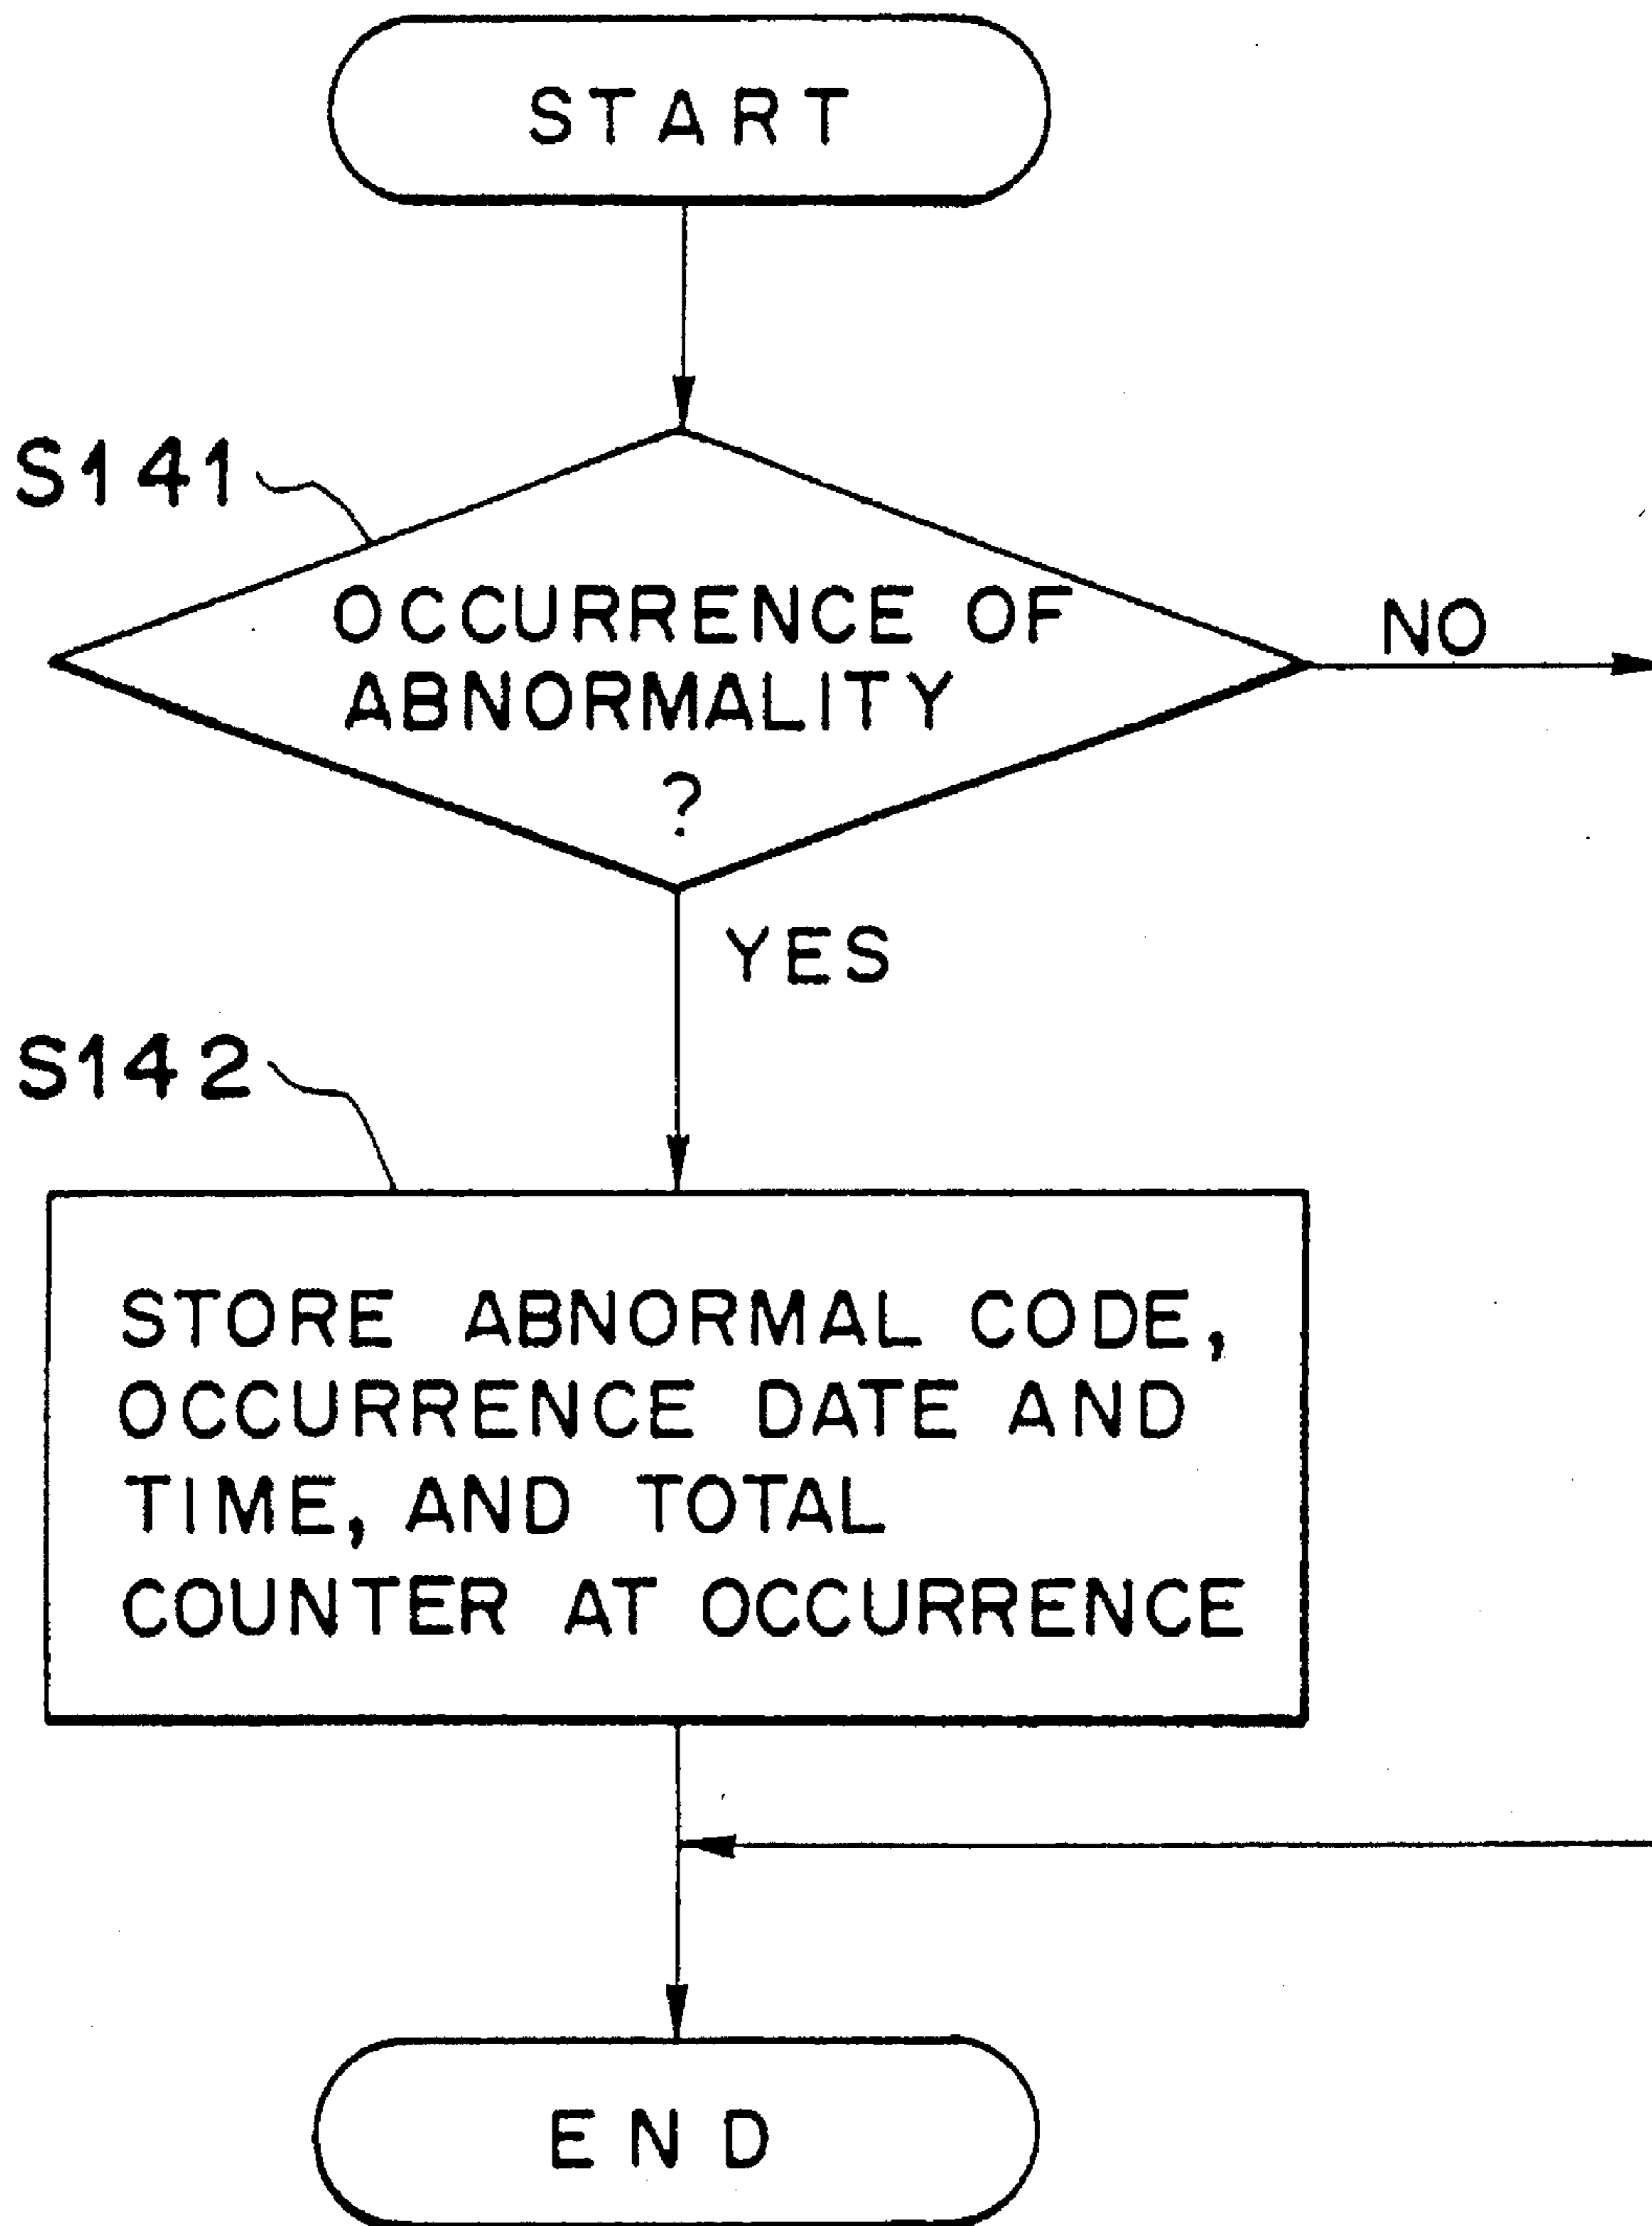 START
S141
OCCURRENCE OF
ABNORMALITY
?
NO
YES
S142
STORE ABNORMAL CODE,
OCCURRENCE DATE AND
TIME, AND TOTAL
COUNTER AT OCCURRENCE
END